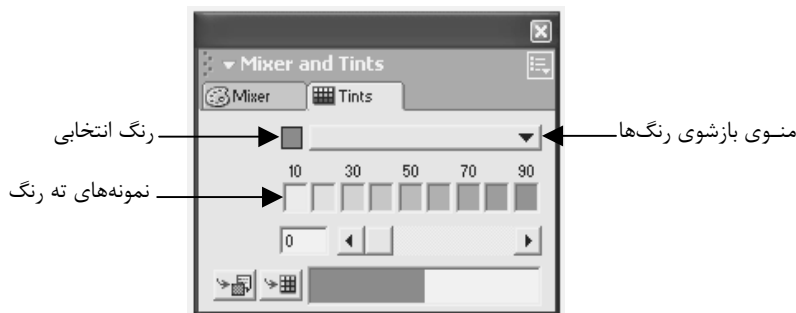 Mixer and Tints
Mixer Tints
رنگ انتخابی
منـوی بازشوی رنگ‌ها
10 30 50 70 90
نمونه‌های ته رنگ
0